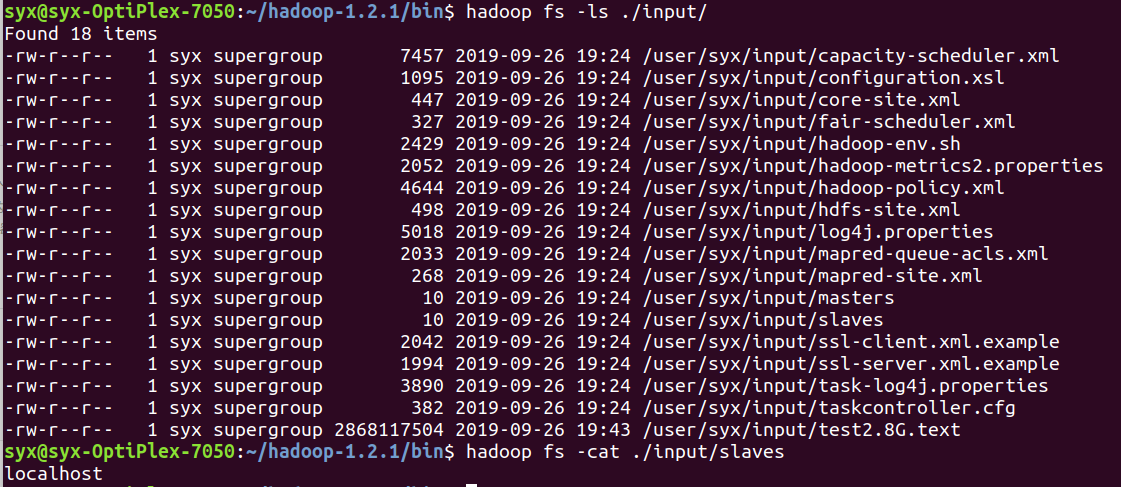 syx@syx-OptiPlex-7050:~/hadoop-1.2.1/bin$ hadoop fs -ls ./input/
Found 18 items
-rw-r--r--   1 syx supergroup       7457 2019-09-26 19:24 /user/syx/input/capacity-scheduler.xml
-rw-r--r--   1 syx supergroup       1095 2019-09-26 19:24 /user/syx/input/configuration.xsl
-rw-r--r--   1 syx supergroup        447 2019-09-26 19:24 /user/syx/input/core-site.xml
-rw-r--r--   1 syx supergroup        327 2019-09-26 19:24 /user/syx/input/fair-scheduler.xml
-rw-r--r--   1 syx supergroup       2429 2019-09-26 19:24 /user/syx/input/hadoop-env.sh
-rw-r--r--   1 syx supergroup       2052 2019-09-26 19:24 /user/syx/input/hadoop-metrics2.properties
-rw-r--r--   1 syx supergroup       4644 2019-09-26 19:24 /user/syx/input/hadoop-policy.xml
-rw-r--r--   1 syx supergroup        498 2019-09-26 19:24 /user/syx/input/hdfs-site.xml
-rw-r--r--   1 syx supergroup       5018 2019-09-26 19:24 /user/syx/input/log4j.properties
-rw-r--r--   1 syx supergroup       2033 2019-09-26 19:24 /user/syx/input/mapred-queue-acls.xml
-rw-r--r--   1 syx supergroup        268 2019-09-26 19:24 /user/syx/input/mapred-site.xml
-rw-r--r--   1 syx supergroup         10 2019-09-26 19:24 /user/syx/input/masters
-rw-r--r--   1 syx supergroup         10 2019-09-26 19:24 /user/syx/input/slaves
-rw-r--r--   1 syx supergroup       2042 2019-09-26 19:24 /user/syx/input/ssl-client.xml.example
-rw-r--r--   1 syx supergroup       1994 2019-09-26 19:24 /user/syx/input/ssl-server.xml.example
-rw-r--r--   1 syx supergroup       3890 2019-09-26 19:24 /user/syx/input/task-log4j.properties
-rw-r--r--   1 syx supergroup        382 2019-09-26 19:24 /user/syx/input/taskcontroller.cfg
-rw-r--r--   1 syx supergroup 2868117504 2019-09-26 19:43 /user/syx/input/test2.8G.text
syx@syx-OptiPlex-7050:~/hadoop-1.2.1/bin$ hadoop fs -cat ./input/slaves
localhost